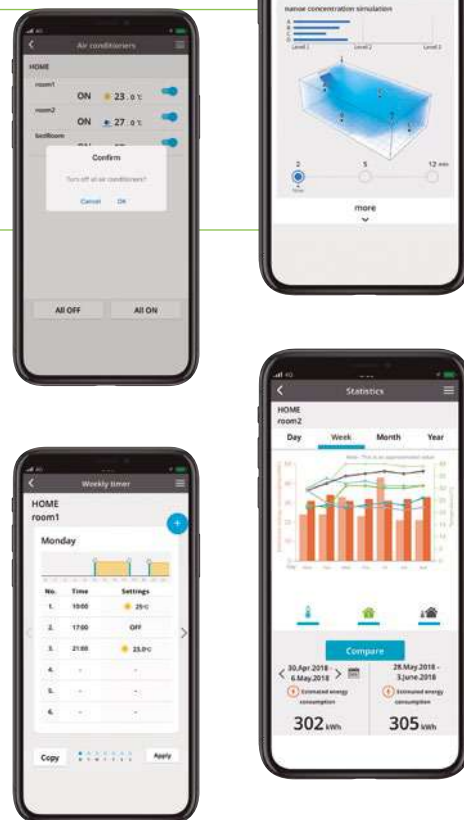 4G
Air conditioners
HOME
room1
ON 23.0 ℃
room2
ON 27.0 ℃
bedRoom
Confirm
Turn off all air conditioners?
Cancel OK
All OFF All ON
nanoe concentration simulation
A
B
C
D
Level 1 Level 2 Level 3
2 5 12 min
more
4G
Weekly timer
HOME
room1
+
Monday
No. Time Settings
1. 10:00 25℃
2. 17:00 OFF
3. 21:00 23.0℃
4. - -
5. - -
6. - -
Copy Apply
4G
Statistics
HOME
room2
Day Week Month Year
Note : This is an approximated value
Compare
30.Apr.2018 - 6.May.2018
28.May.2018 - 3.June.2018
Estimated energy consumption
Estimated energy consumption
302 kWh
305 kWh